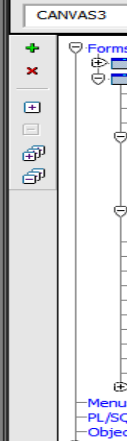 CANVAS3
Forms
Menu
PL/SQ
Objec